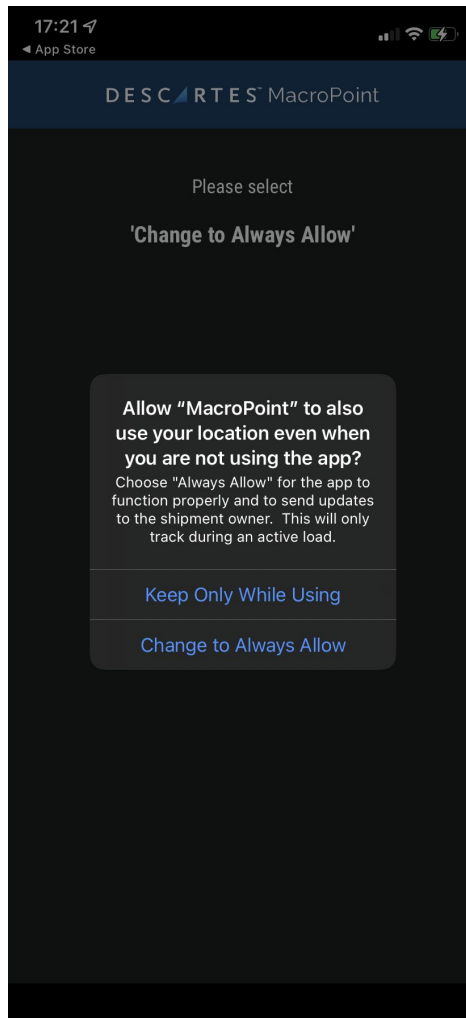 17:21
◀ App Store
DESCARTES™ MacroPoint
Please select
'Change to Always Allow'
Allow “MacroPoint” to also
use your location even when
you are not using the app?
Choose "Always Allow" for the app to
function properly and to send updates
to the shipment owner.  This will only
track during an active load.
Keep Only While Using
Change to Always Allow